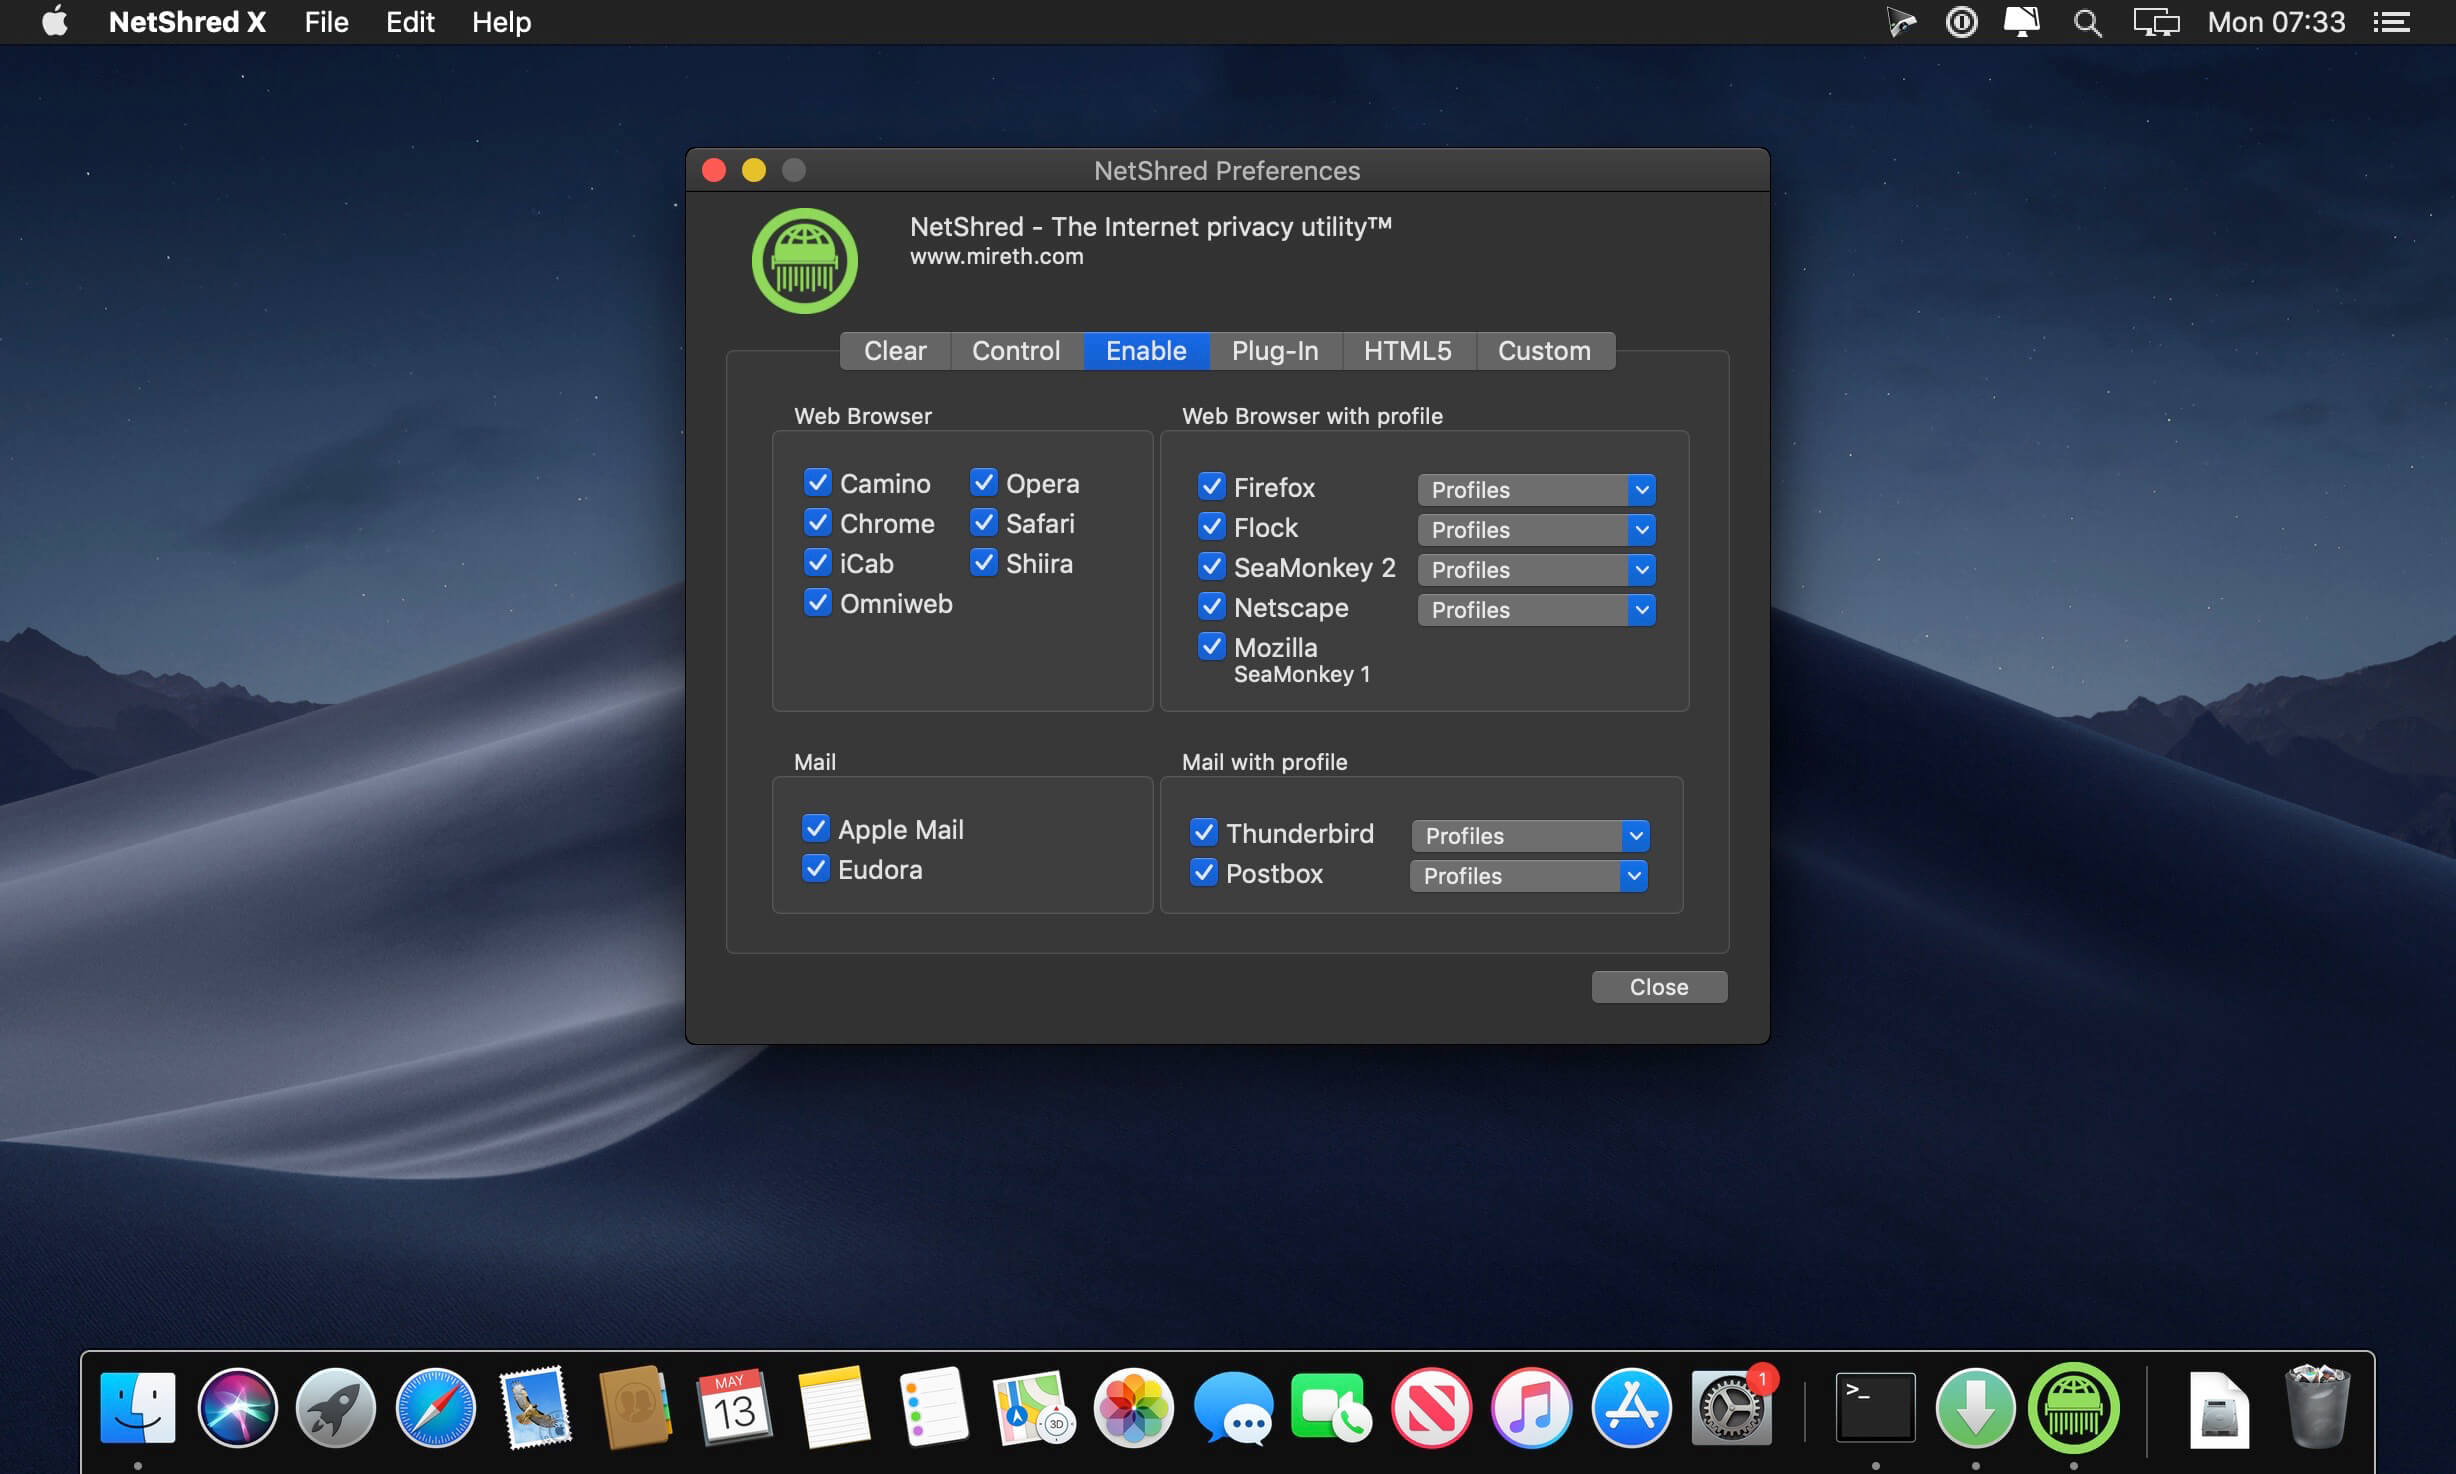 NetShred X File Edit Help Mon 07:33
NetShred Preferences
NetShred - The Internet privacy utility™
www.mireth.com
Clear Control Enable Plug-In HTML5 Custom
Web Browser
Camino Opera
Chrome Safari
iCab Shiira
Omniweb
Web Browser with profile
Firefox Profiles
Flock Profiles
SeaMonkey 2 Profiles
Netscape Profiles
Mozilla
SeaMonkey 1
Mail
Apple Mail
Eudora
Mail with profile
Thunderbird Profiles
Postbox Profiles
Close
MAY
13
3D
1
>_